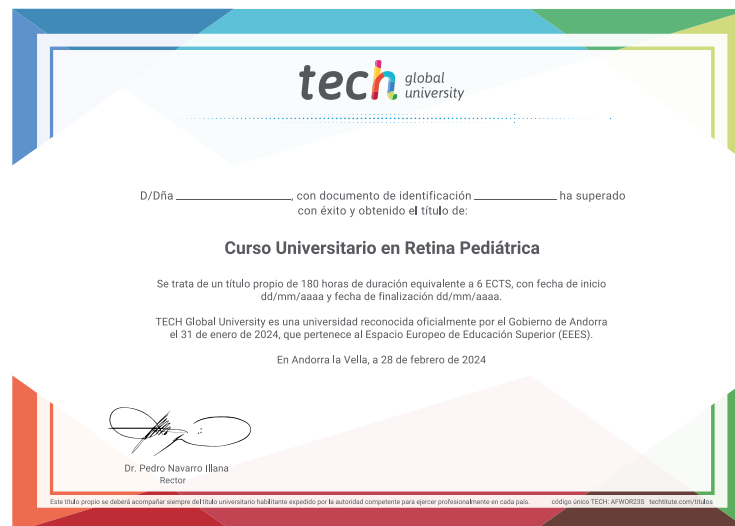 tech global university
D/Dña ____________________, con documento de identificación ______________ ha superado
con éxito y obtenido el título de:
Curso Universitario en Retina Pediátrica
Se trata de un título propio de 180 horas de duración equivalente a 6 ECTS, con fecha de inicio
dd/mm/aaaa y fecha de finalización dd/mm/aaaa.
TECH Global University es una universidad reconocida oficialmente por el Gobierno de Andorra
el 31 de enero de 2024, que pertenece al Espacio Europeo de Educación Superior (EEES).
En Andorra la Vella, a 28 de febrero de 2024
Dr. Pedro Navarro Illana
Rector
Este título propio se deberá acompañar siempre del título universitario habilitante expedido por la autoridad competente para ejercer profesionalmente en cada país. código único TECH: AFWOR23S techtitute.com/titulos